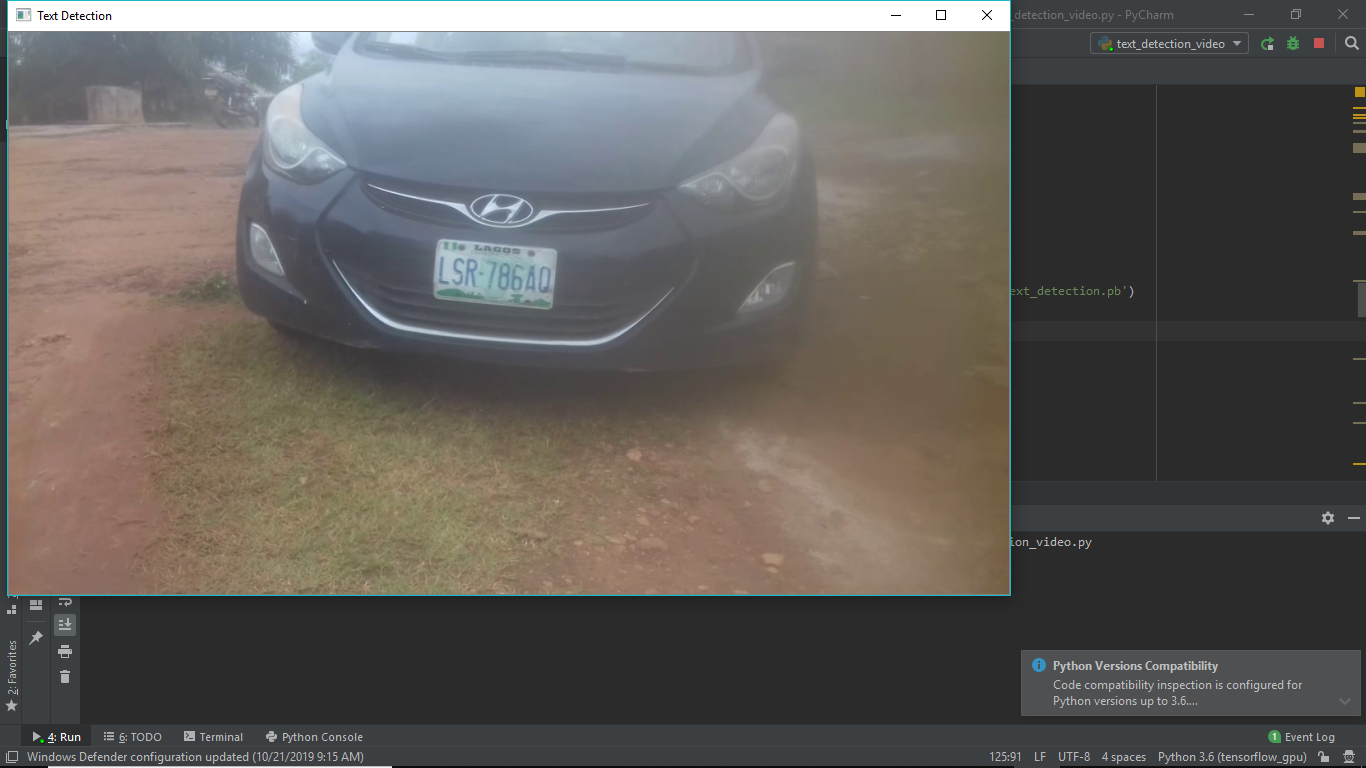 Text Detection
_detection_video.py - PyCharm
text_detection_video
LAGOS
LSR-786AQ
ext_detection.pb')
ion_video.py
2: Favorites
Python Versions Compatibility
Code compatibility inspection is configured for
Python versions up to 3.6....
4: Run
6: TODO
Terminal
Python Console
1 Event Log
Windows Defender configuration updated (10/21/2019 9:15 AM)
125:91
LF
UTF-8
4 spaces
Python 3.6 (tensorflow_gpu)